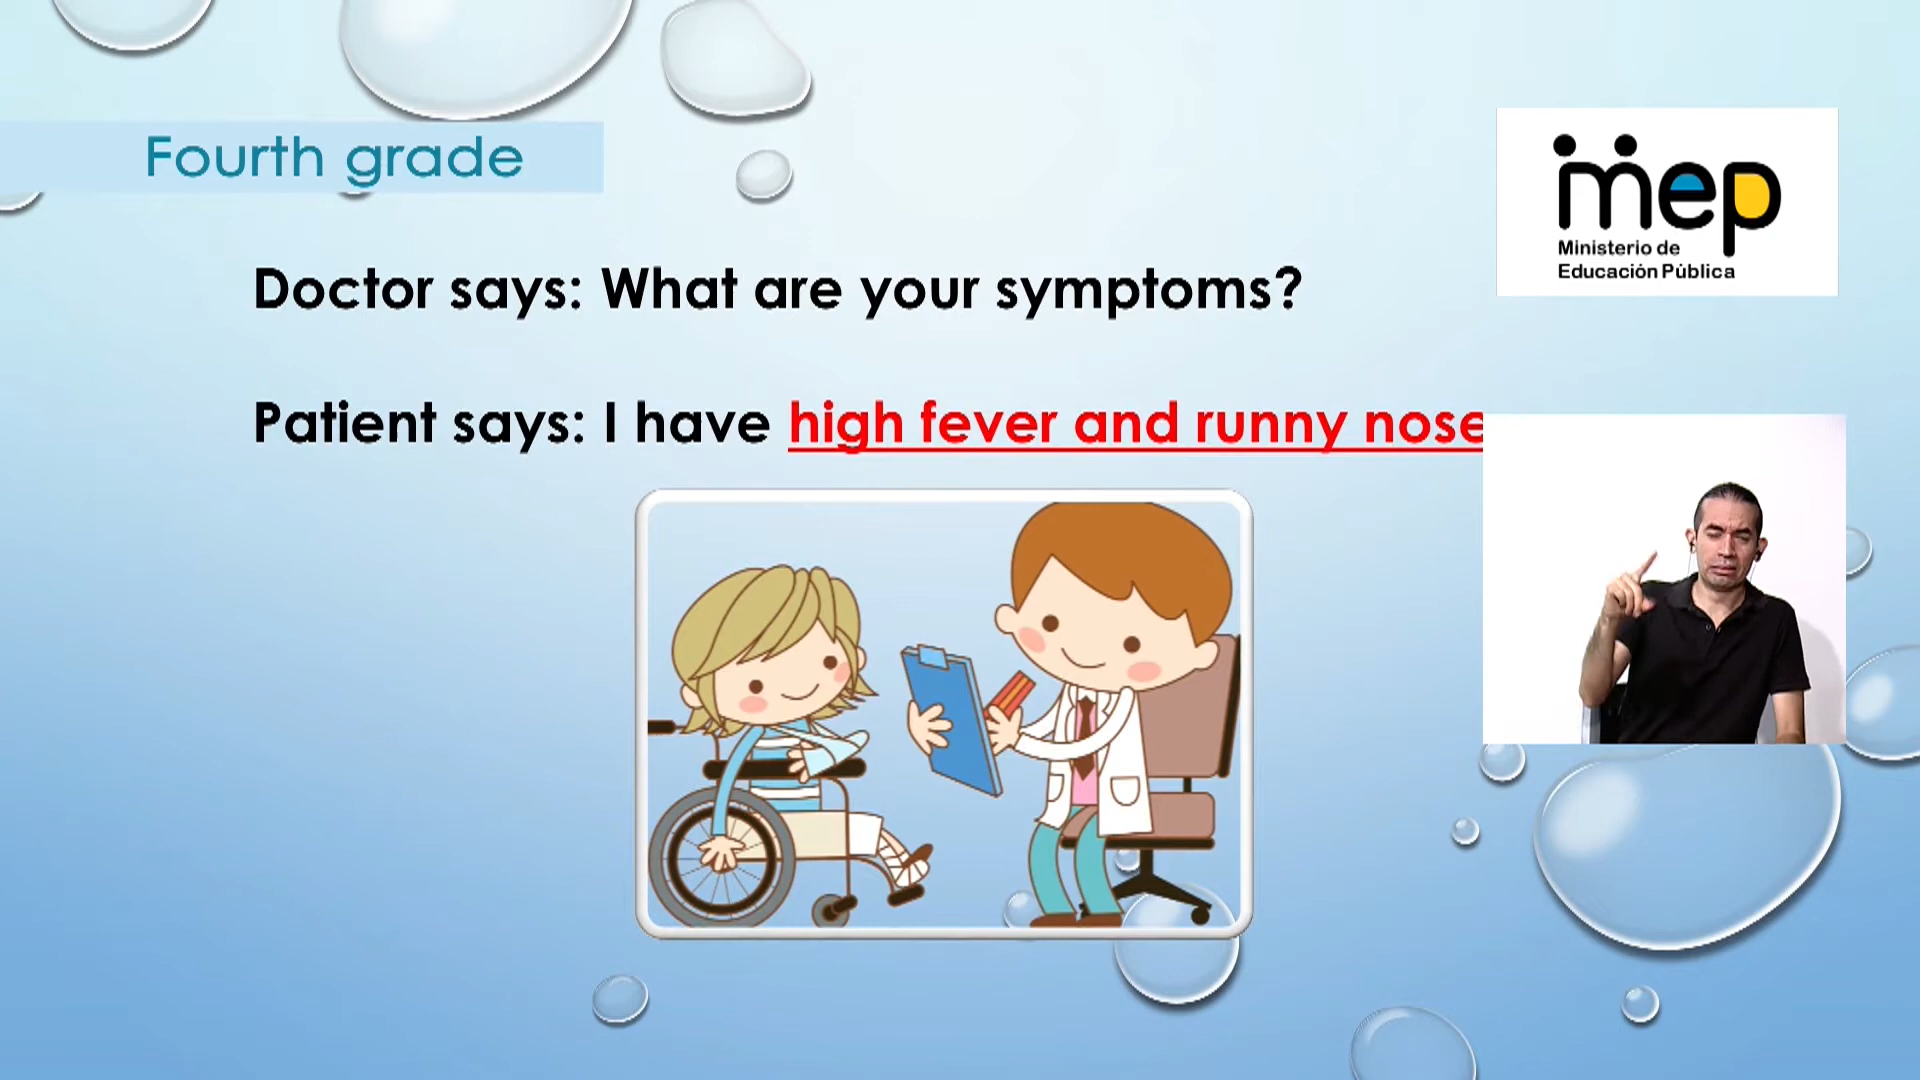 Fourth grade
mep
Ministerio de
Educación Pública
Doctor says: What are your symptoms?
Patient says: I have high fever and runny nose